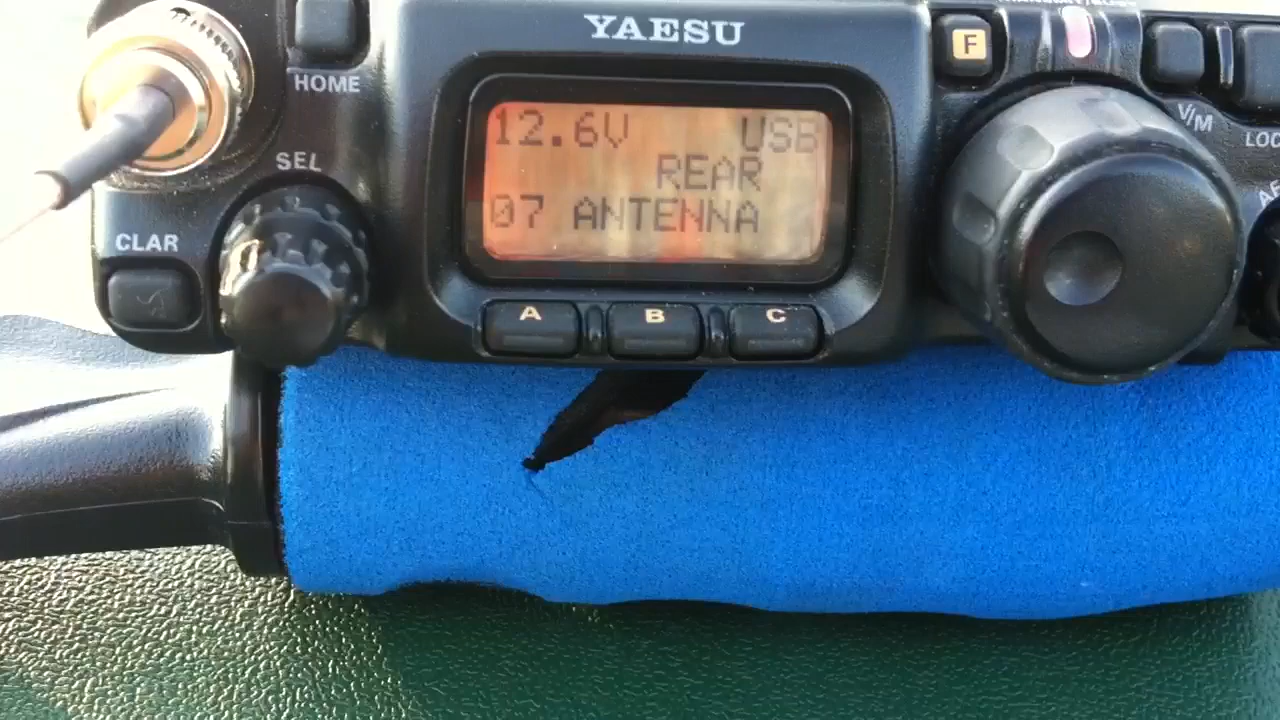 YAESU
F
HOME
12.6V USB
V/M
SEL
REAR
07 ANTENNA
CLAR
A B C